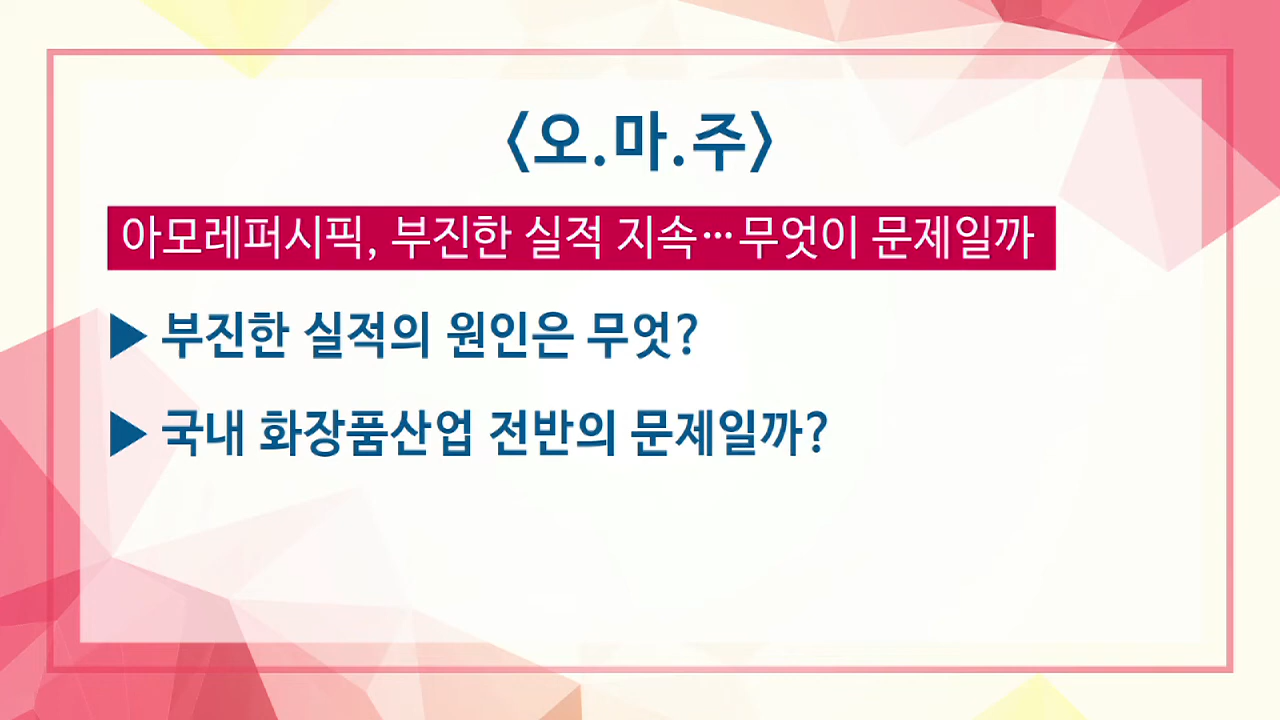 <오.마.주>
아모레퍼시픽, 부진한 실적 지속…무엇이 문제일까
▶ 부진한 실적의 원인은 무엇?
▶ 국내 화장품산업 전반의 문제일까?